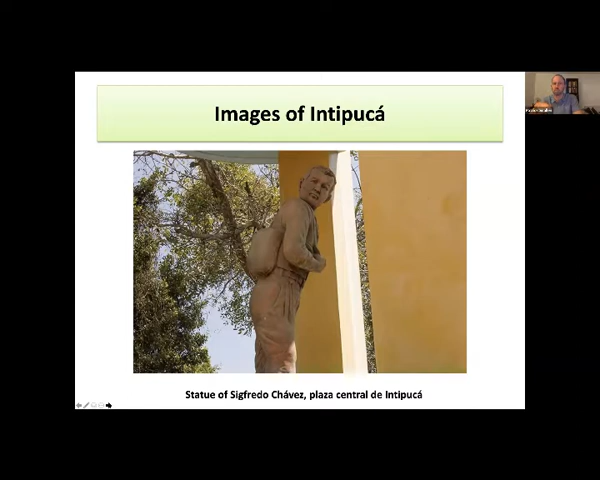 Images of Intipucá
Statue of Sigfredo Chávez, plaza central de Intipucá